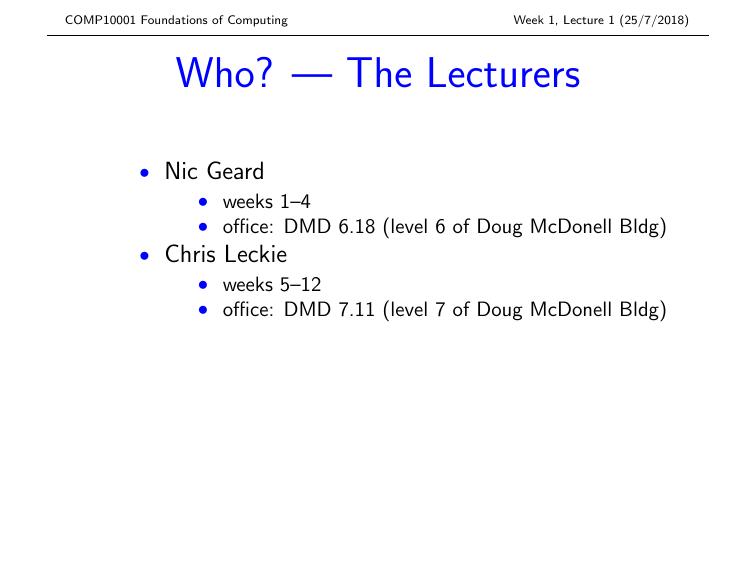 COMP10001 Foundations of Computing Week 1, Lecture 1 (25/7/2018)
Who? — The Lecturers
• Nic Geard
• weeks 1–4
• office: DMD 6.18 (level 6 of Doug McDonell Bldg)
• Chris Leckie
• weeks 5–12
• office: DMD 7.11 (level 7 of Doug McDonell Bldg)